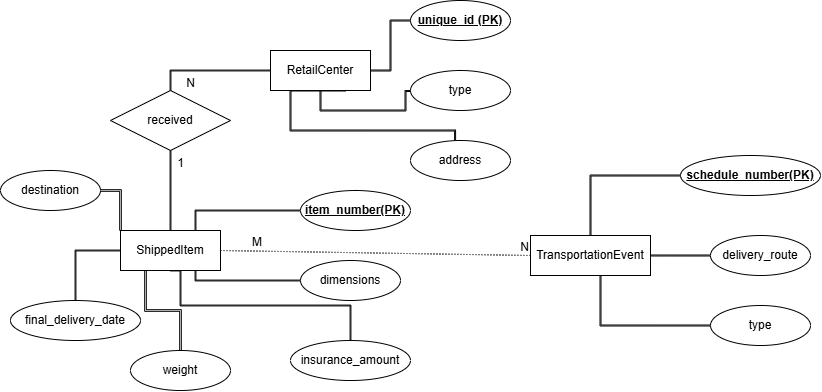 unique_id (PK)
RetailCenter
N
type
received
address
1
schedule_number(PK)
destination
item_number(PK)
ShippedItem
M
N
TransportationEvent
delivery_route
dimensions
final_delivery_date
type
insurance_amount
weight